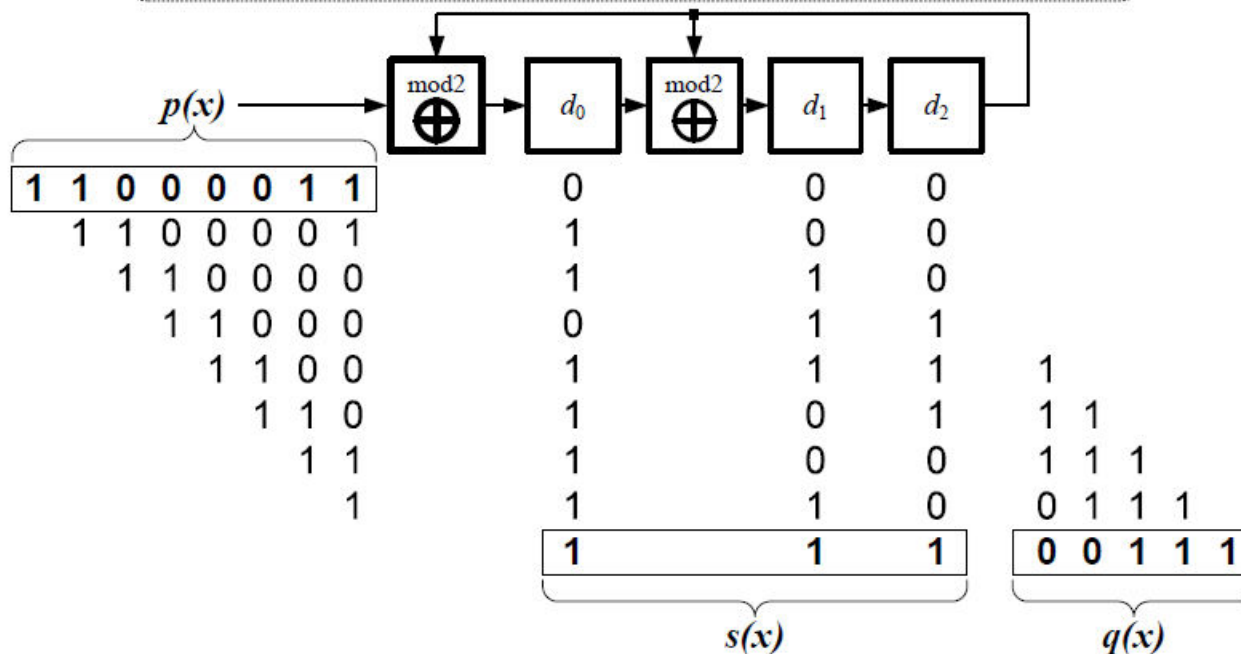 mod2 mod2
p(x) d0 d1 d2
1 1 0 0 0 0 1 1 0 0 0
1 1 0 0 0 0 1 1 0 0
1 1 0 0 0 0 1 1 0
1 1 0 0 0 0 1 1
1 1 0 0 1 1 1 1
1 1 0 1 0 1 1 1
1 1 1 0 0 1 1 1
1 1 1 0 0 1 1 1
1 1 1 0 0 1 1 1
s(x) q(x)